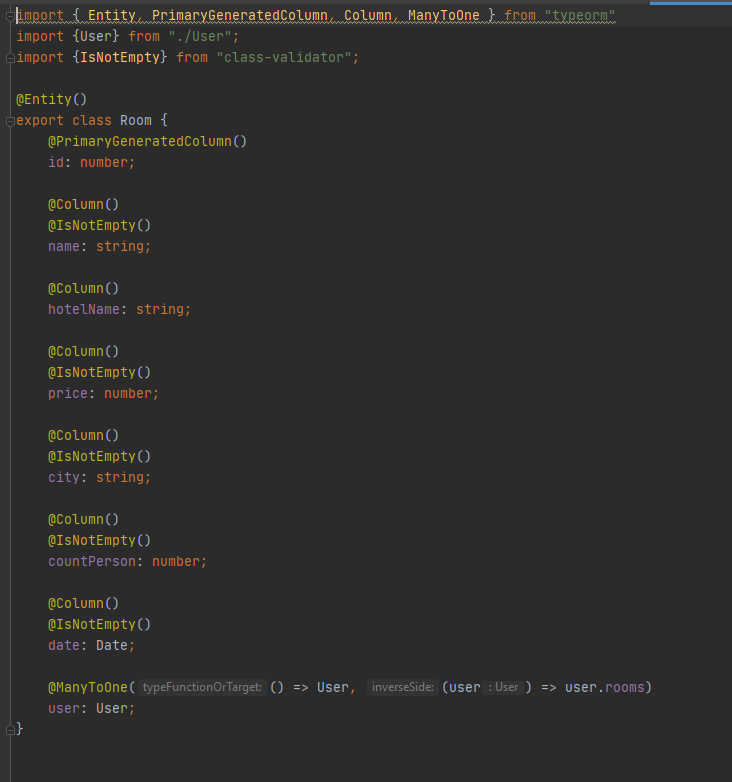 import { Entity, PrimaryGeneratedColumn, Column, ManyToOne } from "typeorm"
import {User} from "./User";
import {IsNotEmpty} from "class-validator";
@Entity()
export class Room {
@PrimaryGeneratedColumn()
id: number;
@Column()
@IsNotEmpty()
name: string;
@Column()
hotelName: string;
@Column()
@IsNotEmpty()
price: number;
@Column()
@IsNotEmpty()
city: string;
@Column()
@IsNotEmpty()
countPerson: number;
@Column()
@IsNotEmpty()
date: Date;
@ManyToOne( typeFunctionOrTarget: () => User, inverseSide: (user : User ) => user.rooms)
user: User;
}